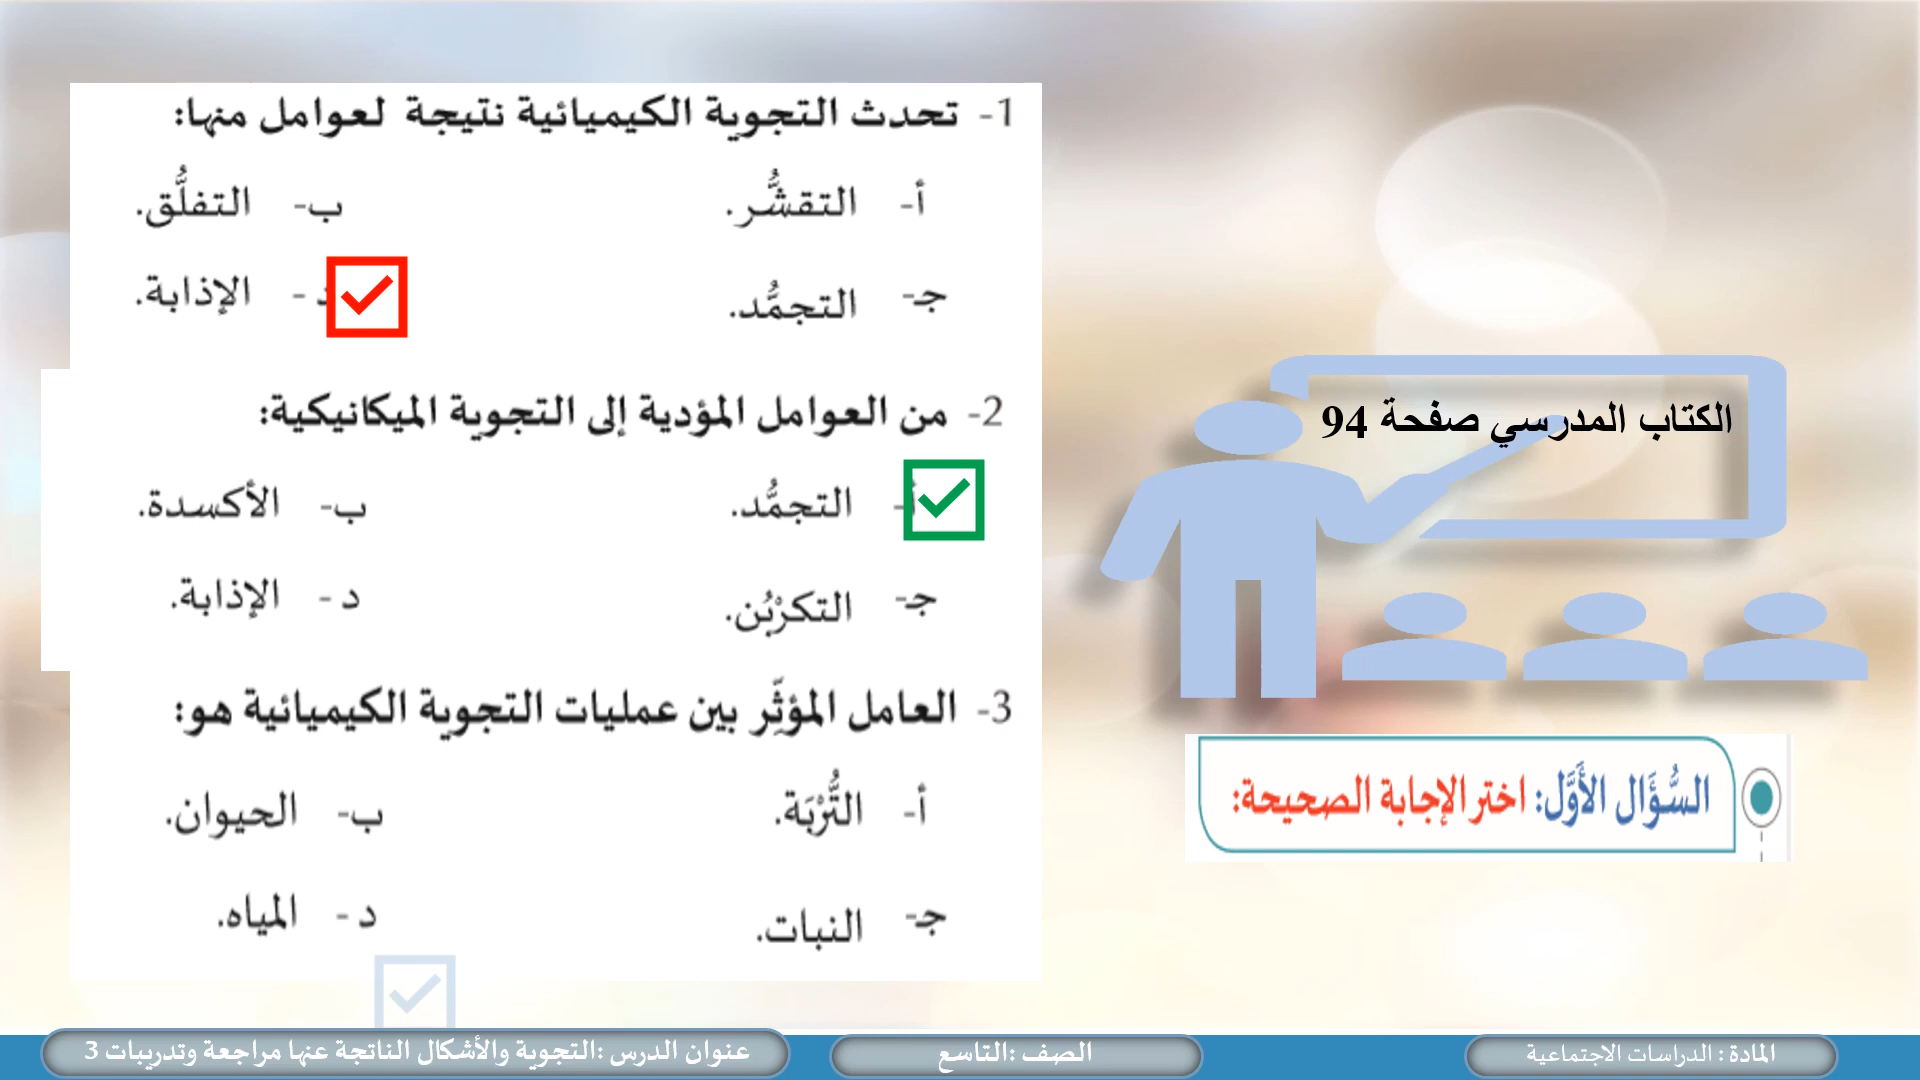 1- تحدث التجوية الكيميائية نتيجة لعوامل منها:
أ- التقشُّر. ب- التفلُّق.
جـ- التجمُّد. د- الإذابة.
2- من العوامل المؤدية إلى التجوية الميكانيكية:
أ- التجمُّد. ب- الأكسدة.
جـ- التكرْبُن. د- الإذابة.
3- العامل المؤثِّر بين عمليات التجوية الكيميائية هو:
أ- التُّرْبَة. ب- الحيوان.
جـ- النبات. د- المياه.
الكتاب المدرسي صفحة 94
السُّؤَال الأَوَّل: اختر الإجابة الصحيحة:
المادة : الدراسات الاجتماعية
الصف :التاسع
عنوان الدرس :التجوية والأشكال الناتجة عنها مراجعة وتدريبات 3